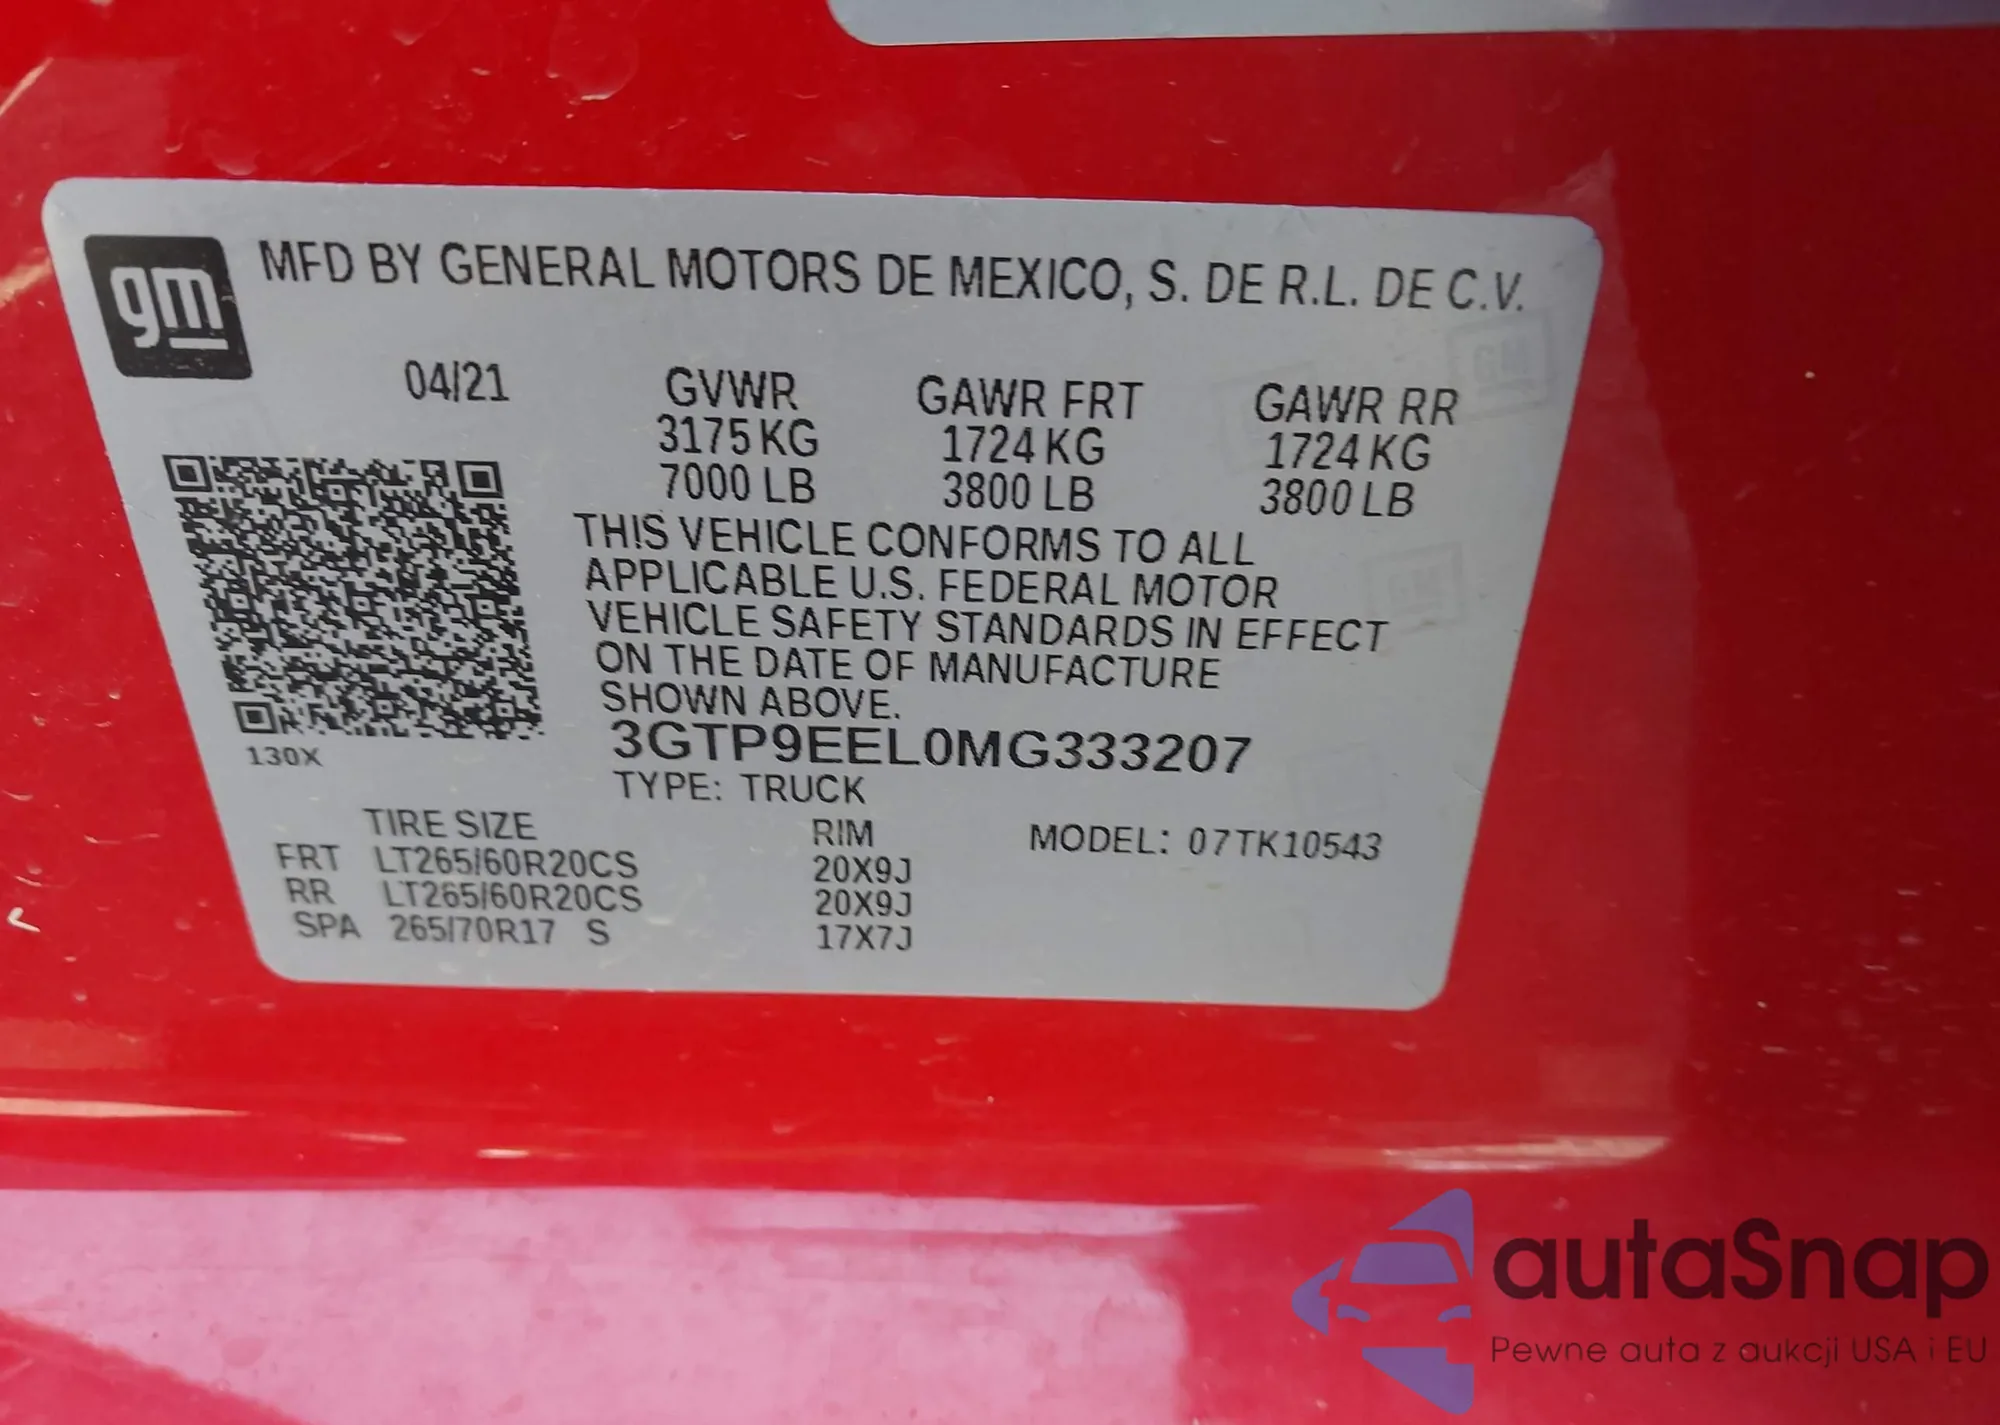 gm
MFD BY GENERAL MOTORS DE MEXICO, S. DE R.L. DE C.V.
04/21 GVWR GAWR FRT GAWR RR
3175 KG 1724 KG 1724 KG
7000 LB 3800 LB 3800 LB
THIS VEHICLE CONFORMS TO ALL
APPLICABLE U.S. FEDERAL MOTOR
VEHICLE SAFETY STANDARDS IN EFFECT
ON THE DATE OF MANUFACTURE
SHOWN ABOVE.
3GTP9EEL0MG333207
130X
TYPE: TRUCK
TIRE SIZE RIM MODEL: 07TK10543
FRT LT265/60R20CS 20X9J
RR LT265/60R20CS 20X9J
SPA 265/70R17 S 17X7J
autaSnap
Pewne auta z aukcji USA i EU